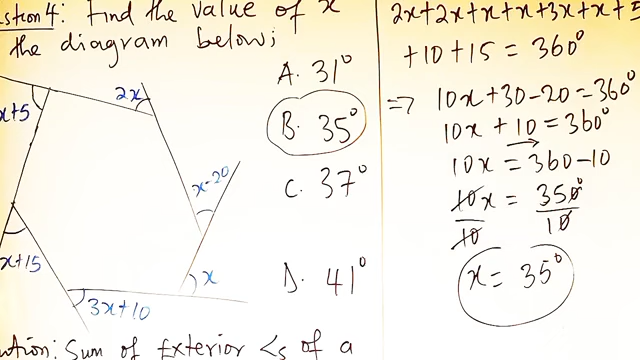 stion 4: Find the value of x
the diagram below;
x+5
2x
x-20
x
3x+10
x+15
A. 31°
B. 35°
C. 37°
D. 41°
ution: Sum of exterior <s of a
2x+2x+x+x+3x+x+5
+10+15 = 360°
=> 10x+30-20=360°
10x + 10 = 360°
10x = 360-10
10x = 350°
10 10
x = 35°